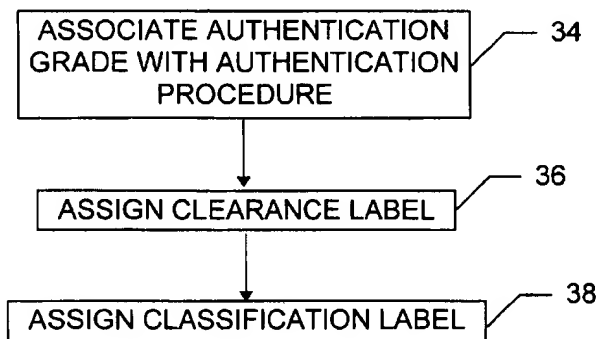 ASSOCIATE AUTHENTICATION
GRADE WITH AUTHENTICATION
PROCEDURE
34
ASSIGN CLEARANCE LABEL
36
ASSIGN CLASSIFICATION LABEL
38